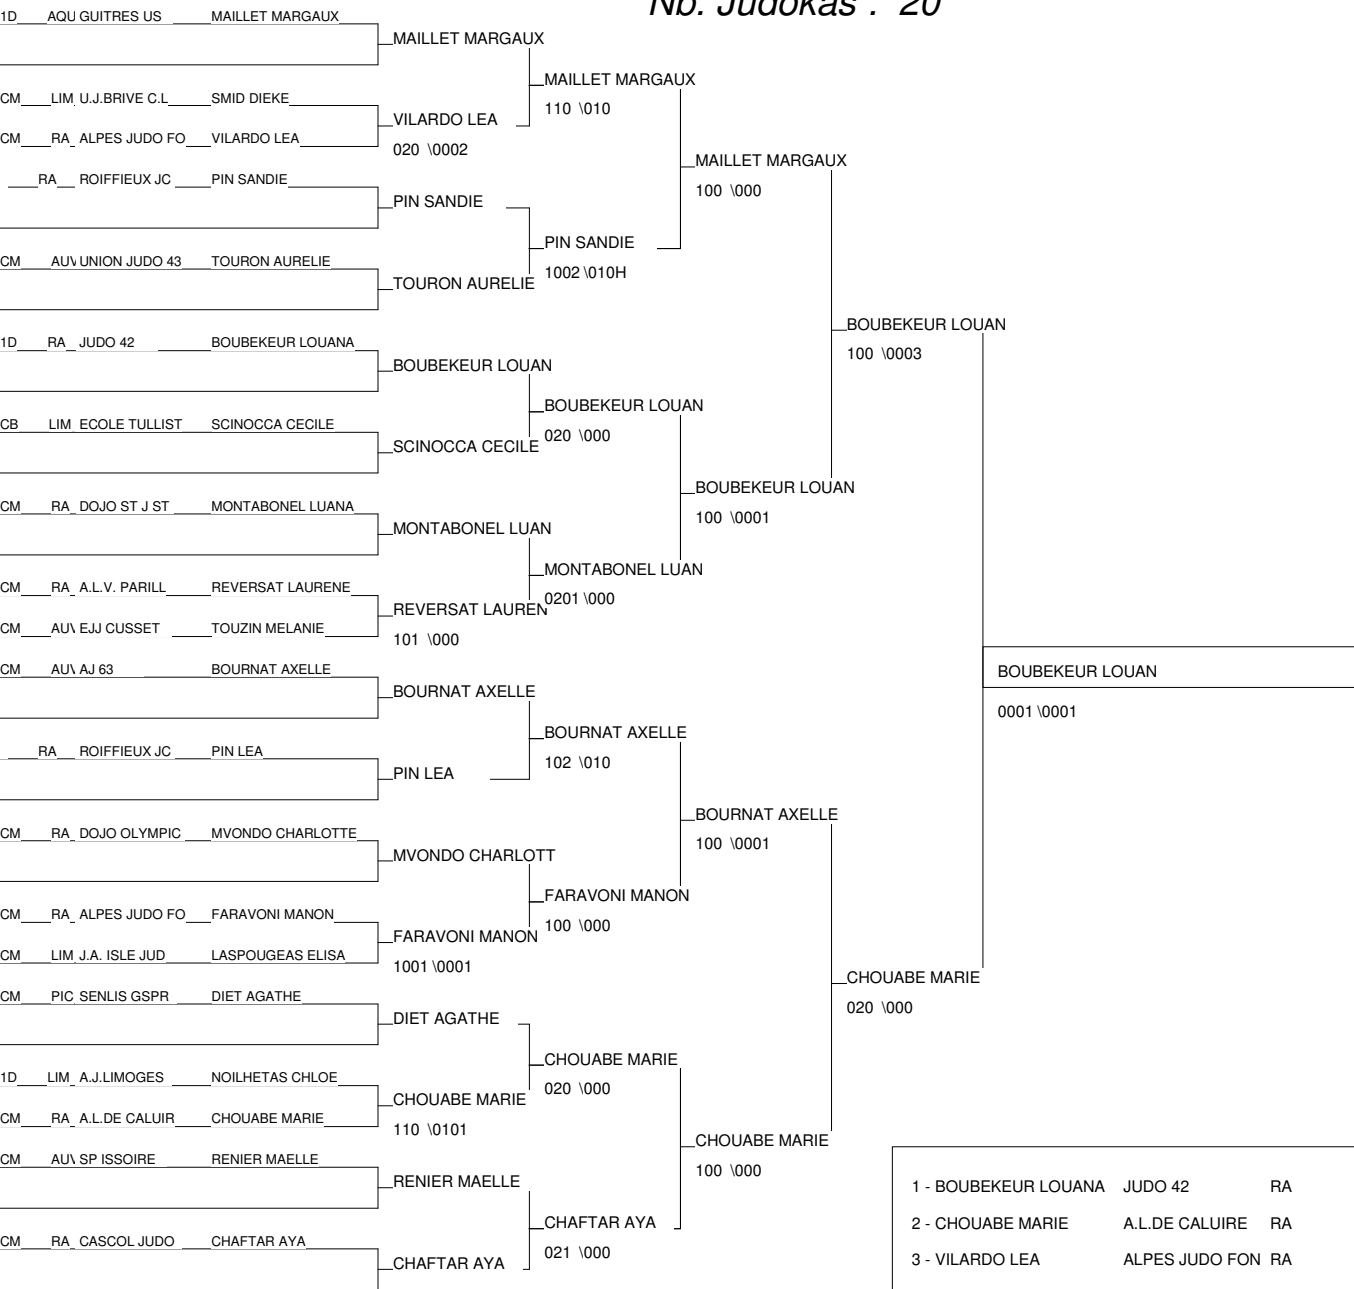 Nb. Judokas : 20
1D AQU GUITRES US MAILLET MARGAUX
MAILLET MARGAUX
MAILLET MARGAUX
110 \010
CM LIM U.J.BRIVE C.L SMID DIEKE
VILARDO LEA
020 \0002
CM RA ALPES JUDO FO VILARDO LEA
MAILLET MARGAUX
100 \000
RA ROIFFIEUX JC PIN SANDIE
PIN SANDIE
PIN SANDIE
1002 \010H
CM AUV UNION JUDO 43 TOURON AURELIE
TOURON AURELIE
BOUBEKEUR LOUAN
100 \0003
1D RA JUDO 42 BOUBEKEUR LOUANA
BOUBEKEUR LOUAN
BOUBEKEUR LOUAN
020 \000
CB LIM ECOLE TULLIST SCINOCCA CECILE
SCINOCCA CECILE
BOUBEKEUR LOUAN
100 \0001
CM RA DOJO ST J ST MONTABONEL LUANA
MONTABONEL LUAN
MONTABONEL LUAN
0201 \000
CM RA A.L.V. PARILL REVERSAT LAURENE
REVERSAT LAUREN
101 \000
CM AUV EJJ CUSSET TOUZIN MELANIE
BOUBEKEUR LOUAN
0001 \0001
CM AUV AJ 63 BOURNAT AXELLE
BOURNAT AXELLE
BOURNAT AXELLE
102 \010
RA ROIFFIEUX JC PIN LEA
PIN LEA
BOURNAT AXELLE
100 \0001
CM RA DOJO OLYMPIC MVONDO CHARLOTTE
MVONDO CHARLOTT
FARAVONI MANON
100 \000
CM RA ALPES JUDO FO FARAVONI MANON
FARAVONI MANON
1001 \0001
CM LIM J.A. ISLE JUD LASPOUGEAS ELISA
CHOUABE MARIE
020 \000
CM PIC SENLIS GSPR DIET AGATHE
DIET AGATHE
CHOUABE MARIE
020 \000
1D LIM A.J.LIMOGES NOILHETAS CHLOE
CHOUABE MARIE
110 \0101
CM RA A.L.DE CALUIR CHOUABE MARIE
CHOUABE MARIE
100 \000
CM AUV SP ISSOIRE RENIER MAELLE
RENIER MAELLE
CHAFTAR AYA
021 \000
CM RA CASCOL JUDO CHAFTAR AYA
CHAFTAR AYA
1 - BOUBEKEUR LOUANA JUDO 42 RA
2 - CHOUABE MARIE A.L.DE CALUIRE RA
3 - VILARDO LEA ALPES JUDO FON RA